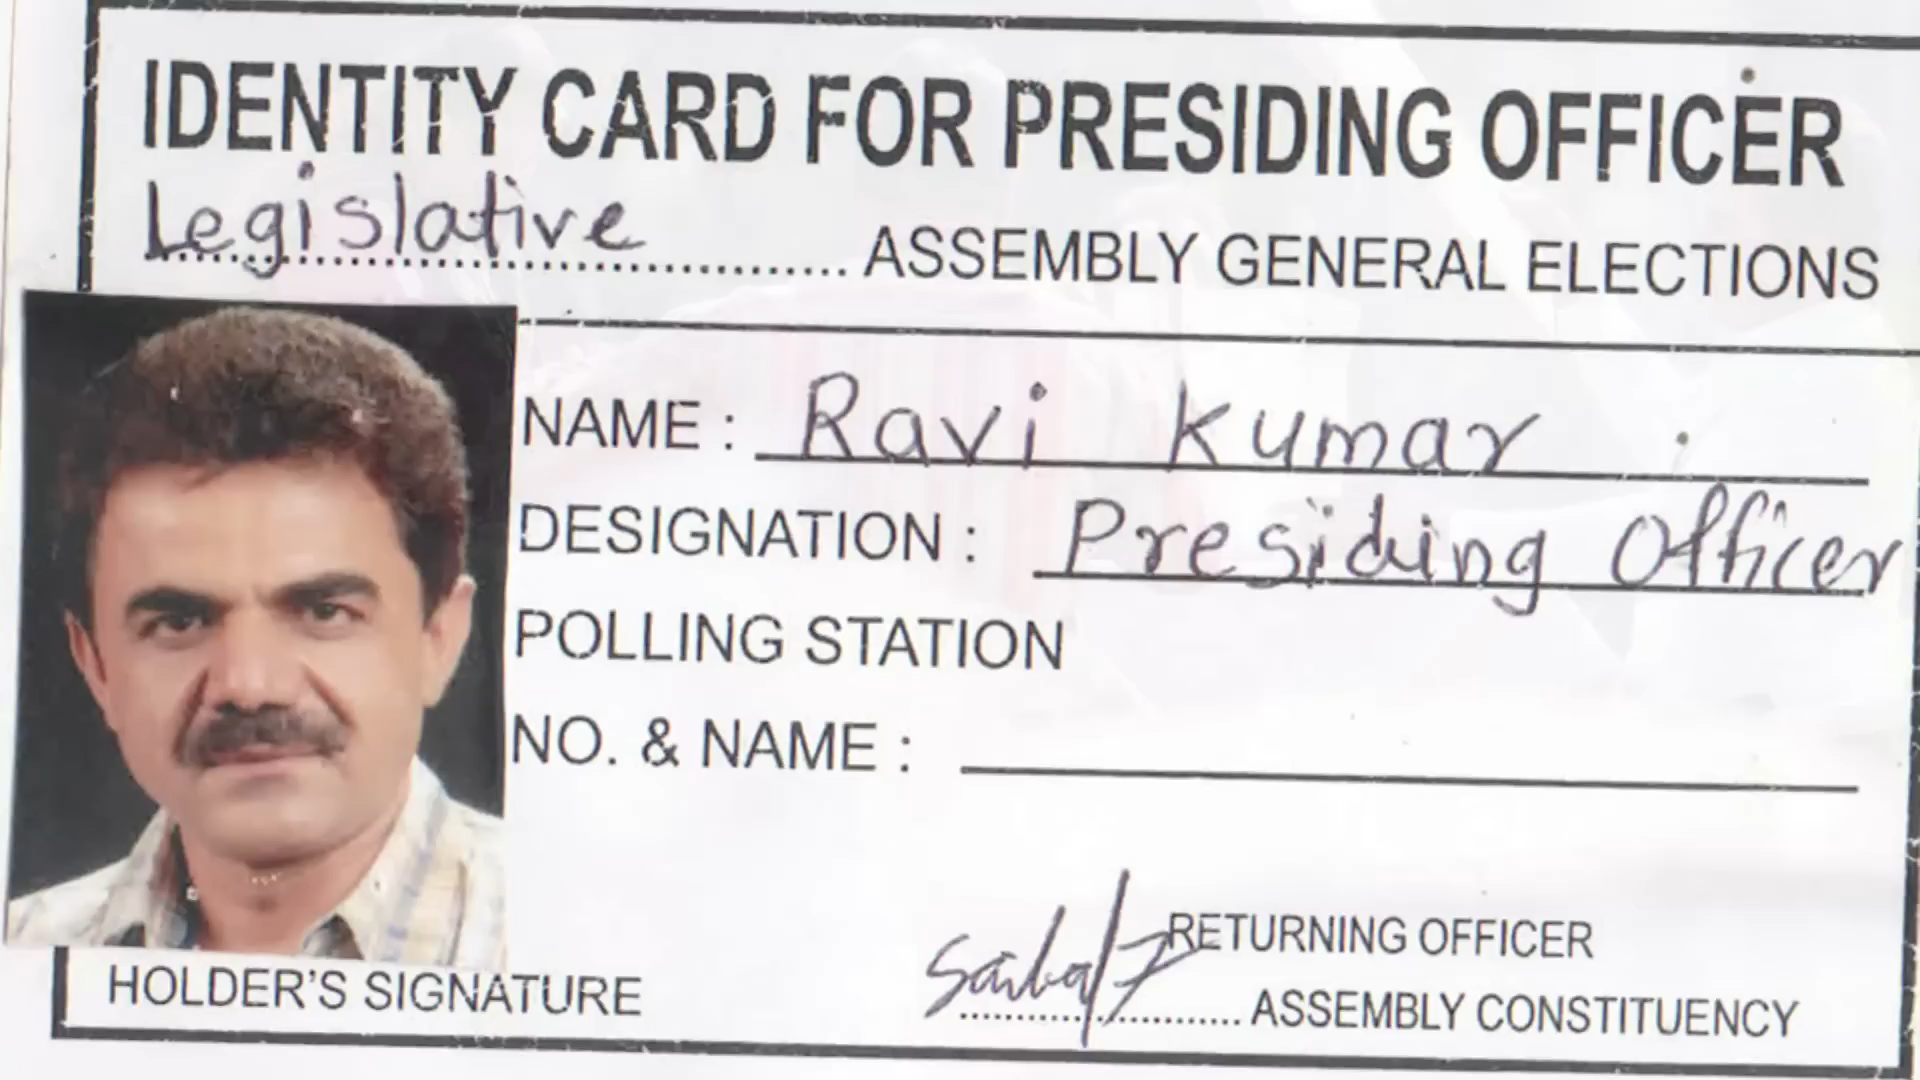 IDENTITY CARD FOR PRESIDING OFFICER
Legislative ASSEMBLY GENERAL ELECTIONS
NAME : Ravi Kumar
DESIGNATION : Presiding Officer
POLLING STATION
NO. & NAME :
RETURNING OFFICER
HOLDER'S SIGNATURE
ASSEMBLY CONSTITUENCY